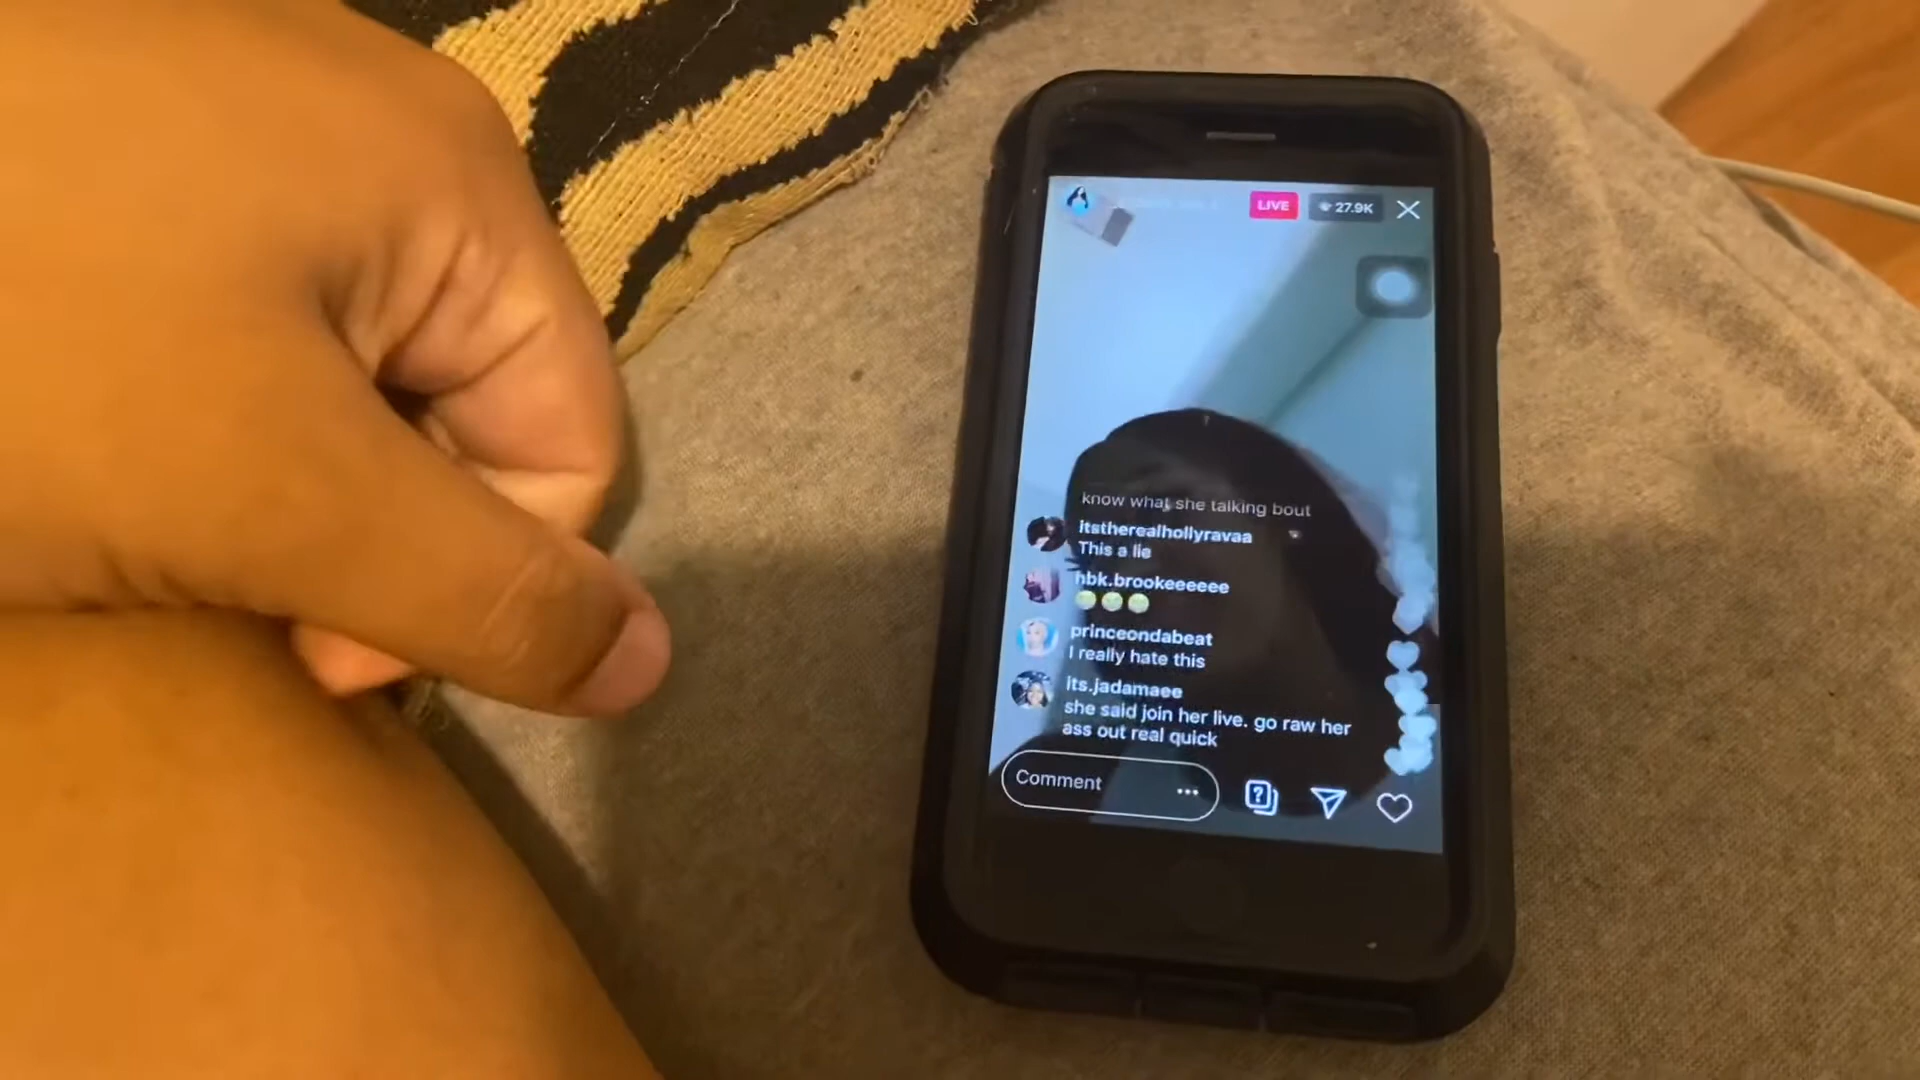 LIVE
27.9K
know what she talking bout
itstherealhollyravaa
This a lie
hbk.brookeeeeee
princeondabeat
I really hate this
its.jadamaee
she said join her live. go raw her
ass out real quick
Comment